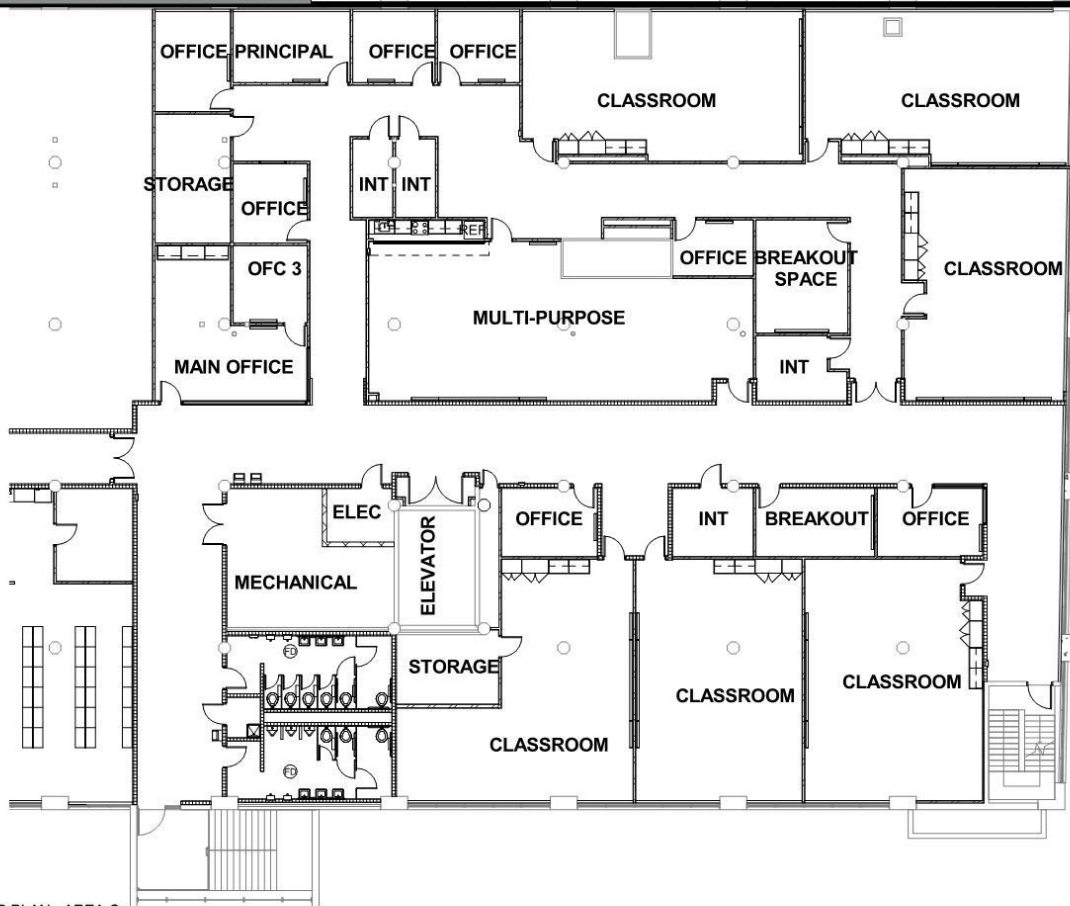 OFFICE
PRINCIPAL
OFFICE
OFFICE
CLASSROOM
CLASSROOM
STORAGE
INT
INT
OFFICE
REF
OFC 3
OFFICE
BREAKOUT
SPACE
CLASSROOM
MULTI-PURPOSE
MAIN OFFICE
INT
ELEC
ELEVATOR
OFFICE
INT
BREAKOUT
OFFICE
MECHANICAL
FD
STORAGE
CLASSROOM
CLASSROOM
CLASSROOM
FD